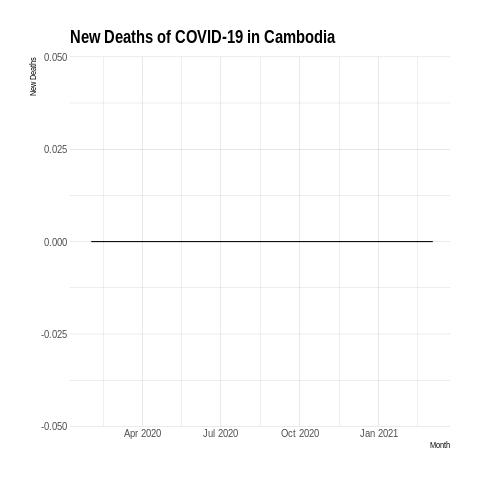 New Deaths of COVID-19 in Cambodia
New Deaths
0.050
0.025
0.000
-0.025
-0.050
Apr 2020
Jul 2020
Oct 2020
Jan 2021
Month